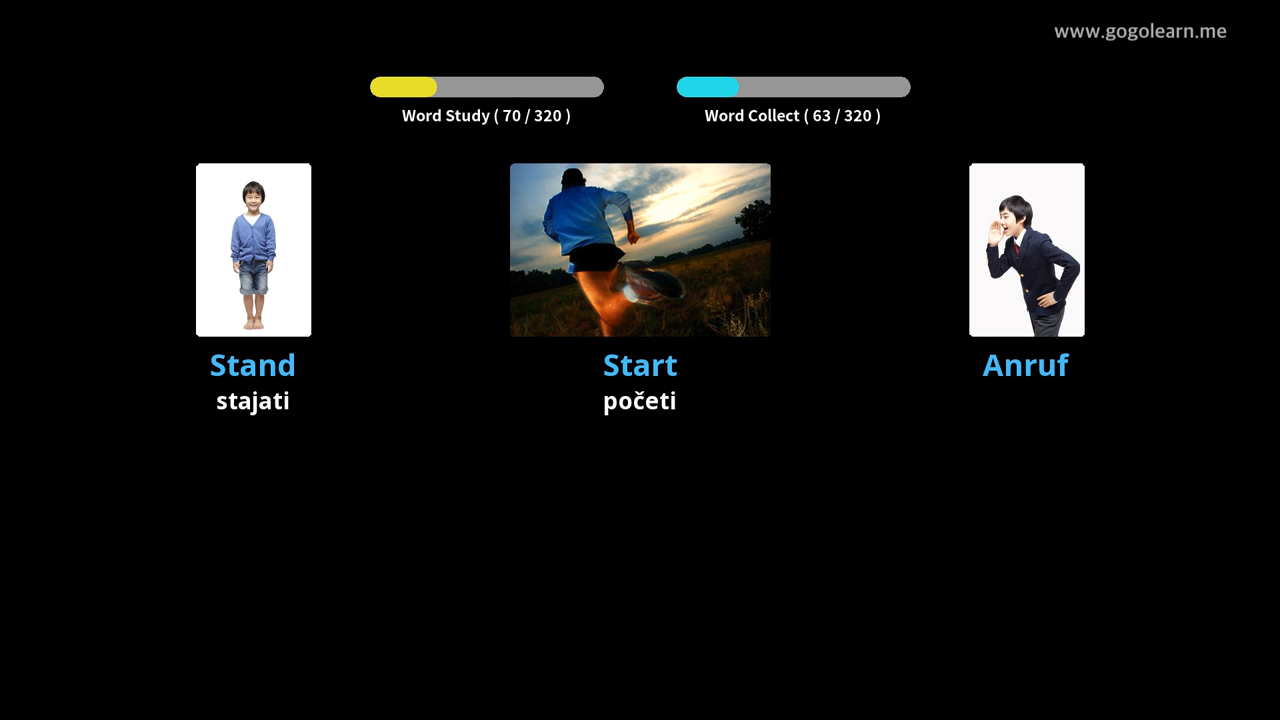 www.gogolearn.me
Word Study ( 70 / 320 )
Word Collect ( 63 / 320 )
Stand
stajati
Start
početi
Anruf